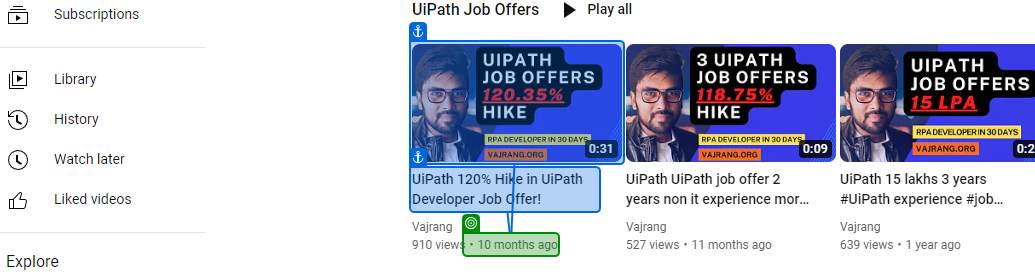 Subscriptions
Library
History
Watch later
Liked videos
Explore
UiPath Job Offers
Play all
UIPATH
JOB OFFERS
120.35%
HIKE
RPA DEVELOPER IN 30 DAYS
VAJRANG.ORG
0:31
UiPath 120% Hike in UiPath
Developer Job Offer!
Vajrang
910 views • 10 months ago
3 UIPATH
JOB OFFERS
118.75%
HIKE
RPA DEVELOPER IN 30 DAYS
VAJRANG.ORG
0:09
UiPath UiPath job offer 2
years non it experience mor...
Vajrang
527 views • 11 months ago
UIPATH
JOB OFFERS
15 LPA
RPA DEVELOPER IN 30 DAYS
VAJRANG.ORG
0:2
UiPath 15 lakhs 3 years
#UiPath experience #job...
Vajrang
639 views • 1 year ago